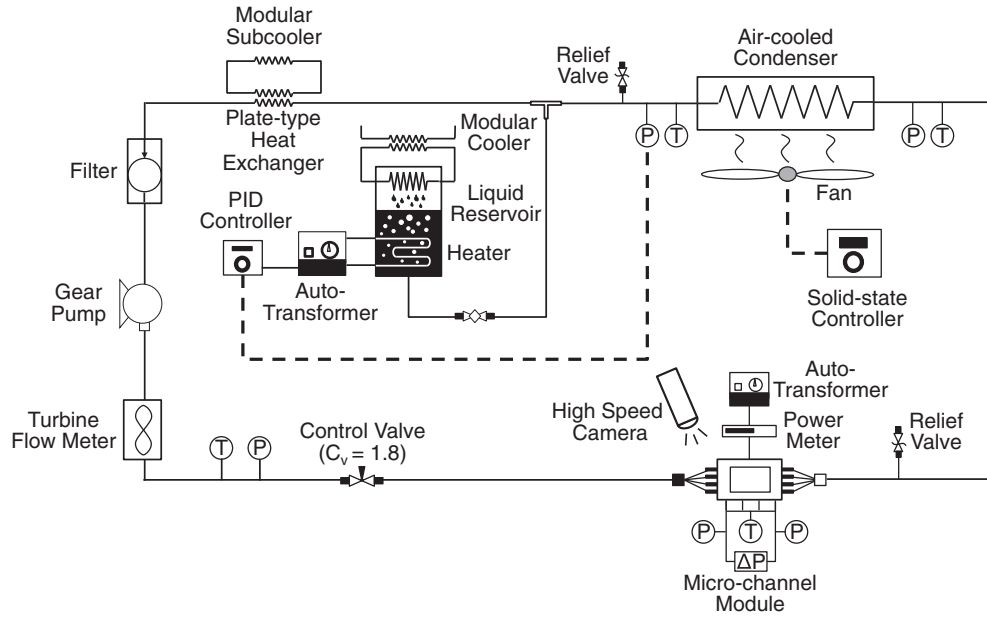 Modular
Subcooler
Plate-type
Heat
Exchanger
Relief
Valve
Air-cooled
Condenser
P
T
P
T
Fan
Solid-state
Controller
Modular
Cooler
Liquid
Reservoir
Heater
PID
Controller
Auto-
Transformer
Filter
Gear
Pump
Turbine
Flow Meter
T
P
Control Valve
(Cv = 1.8)
High Speed
Camera
Auto-
Transformer
Power
Meter
Relief
Valve
P
T
P
ΔP
Micro-channel
Module